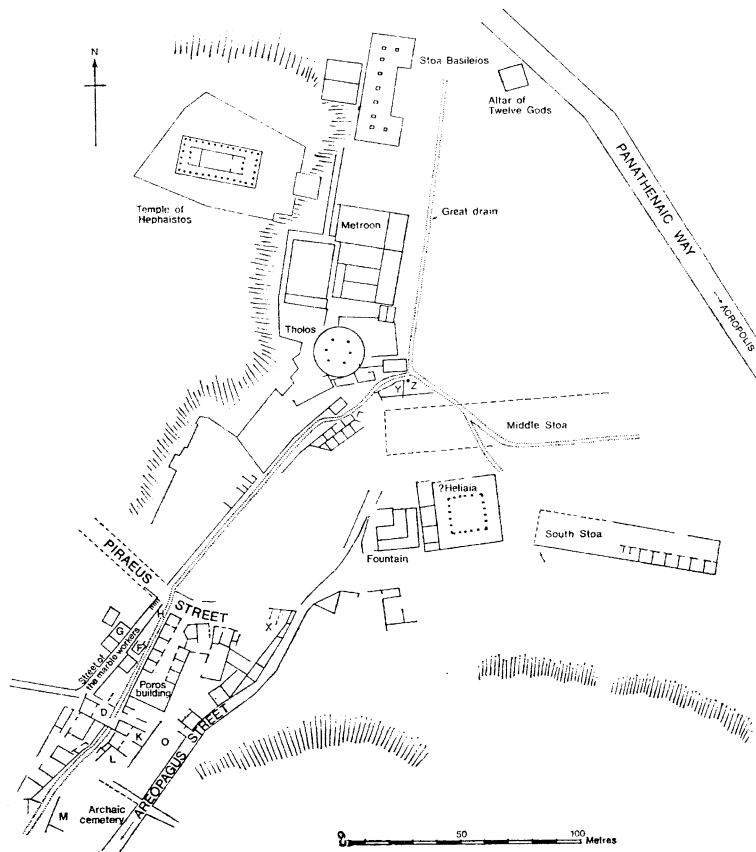 N
Stoa Basileios
Altar of
Twelve Gods
PANATHENAIC WAY
ACROPOLIS
Temple of
Hephaistos
Metroon
Great drain
Tholos
Y
Z
Middle Stoa
?Heliaia
Fountain
South Stoa
PIRAEUS
STREET
Street of
the marble workers
G
H
F
X
Poros
building
D
K
L
O
AREOPAGUS STREET
M
Archaic
cemetery
0
50
100
Metres